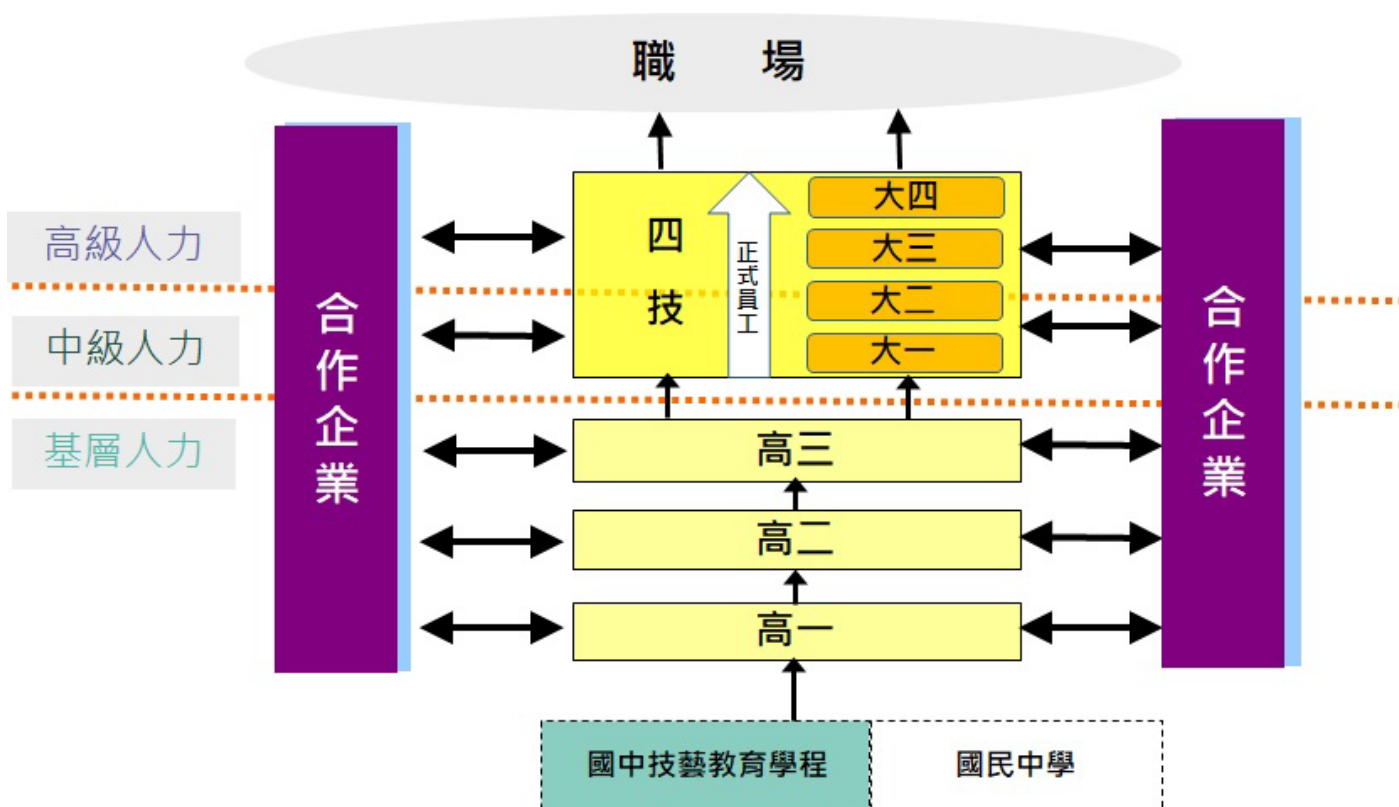 職 場
合作企業
高級人力
中級人力
基層人力
四技
正式員工
大四
大三
大二
大一
高三
高二
高一
合作企業
國中技藝教育學程
國民中學